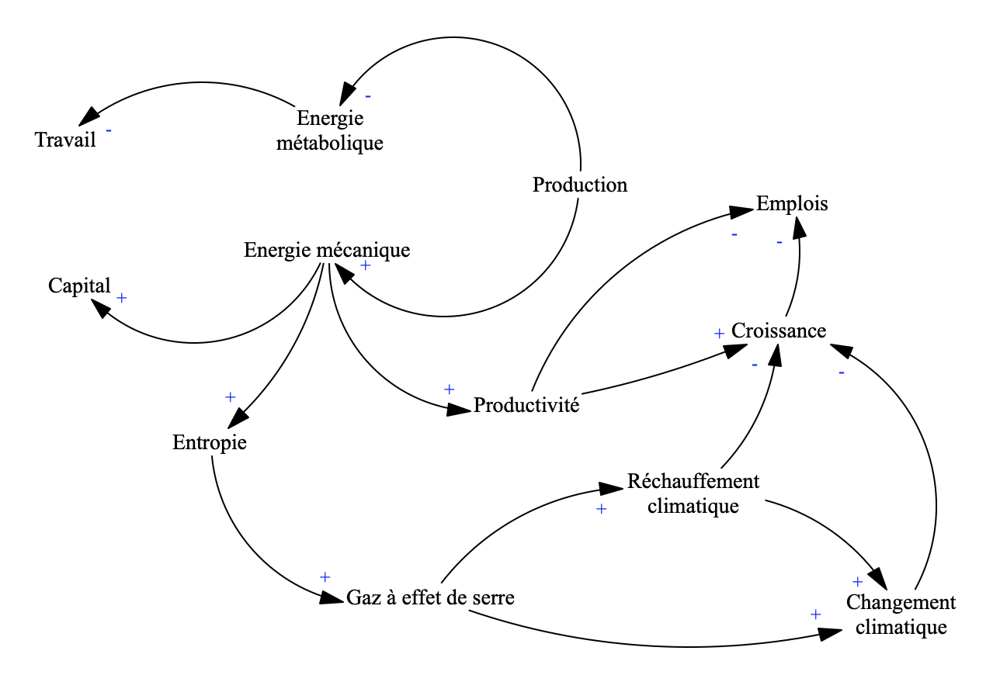 -
Energie
métabolique
-
Travail
Production
Emplois
-
-
Energie mécanique
+
Capital
+
+
Croissance
-
-
+
+
Productivité
Entropie
Réchauffement
climatique
+
+
Gaz à effet de serre
+
Changement
climatique
+